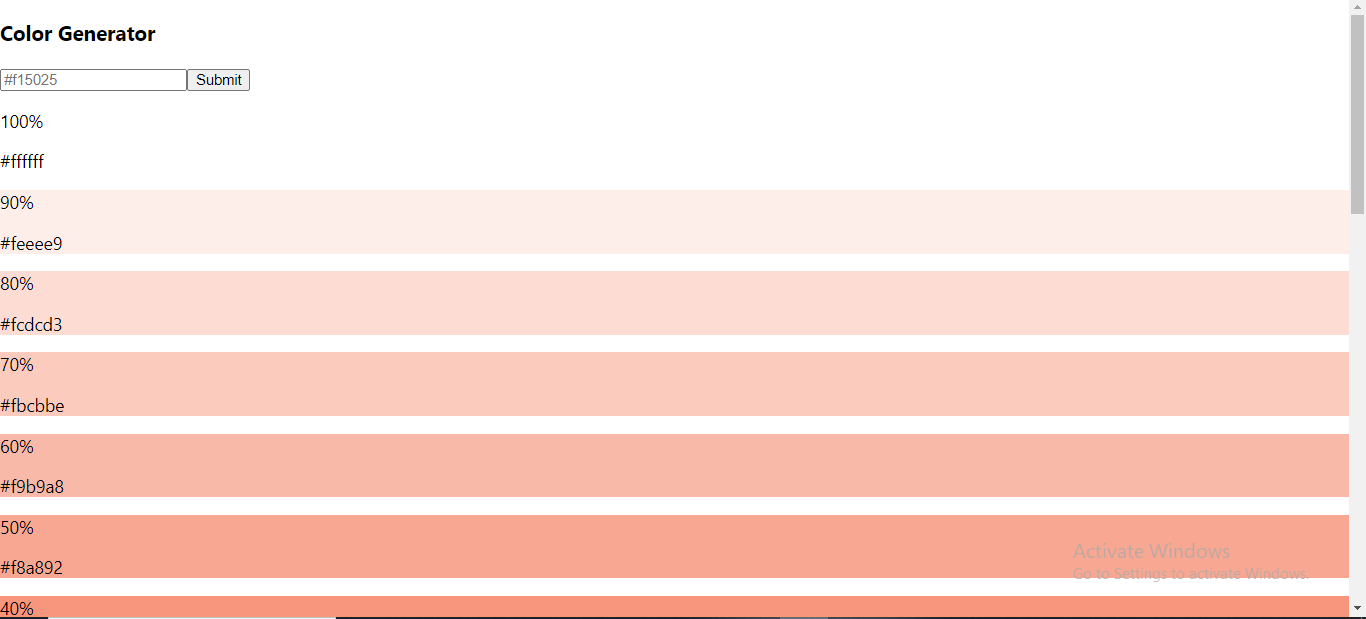 Color Generator
#f15025 Submit
100%
#ffffff
90%
#feeee9
80%
#fcdcd3
70%
#fbcbbe
60%
#f9b9a8
50%
#f8a892
Activate Windows
Go to Settings to activate Windows.
40%